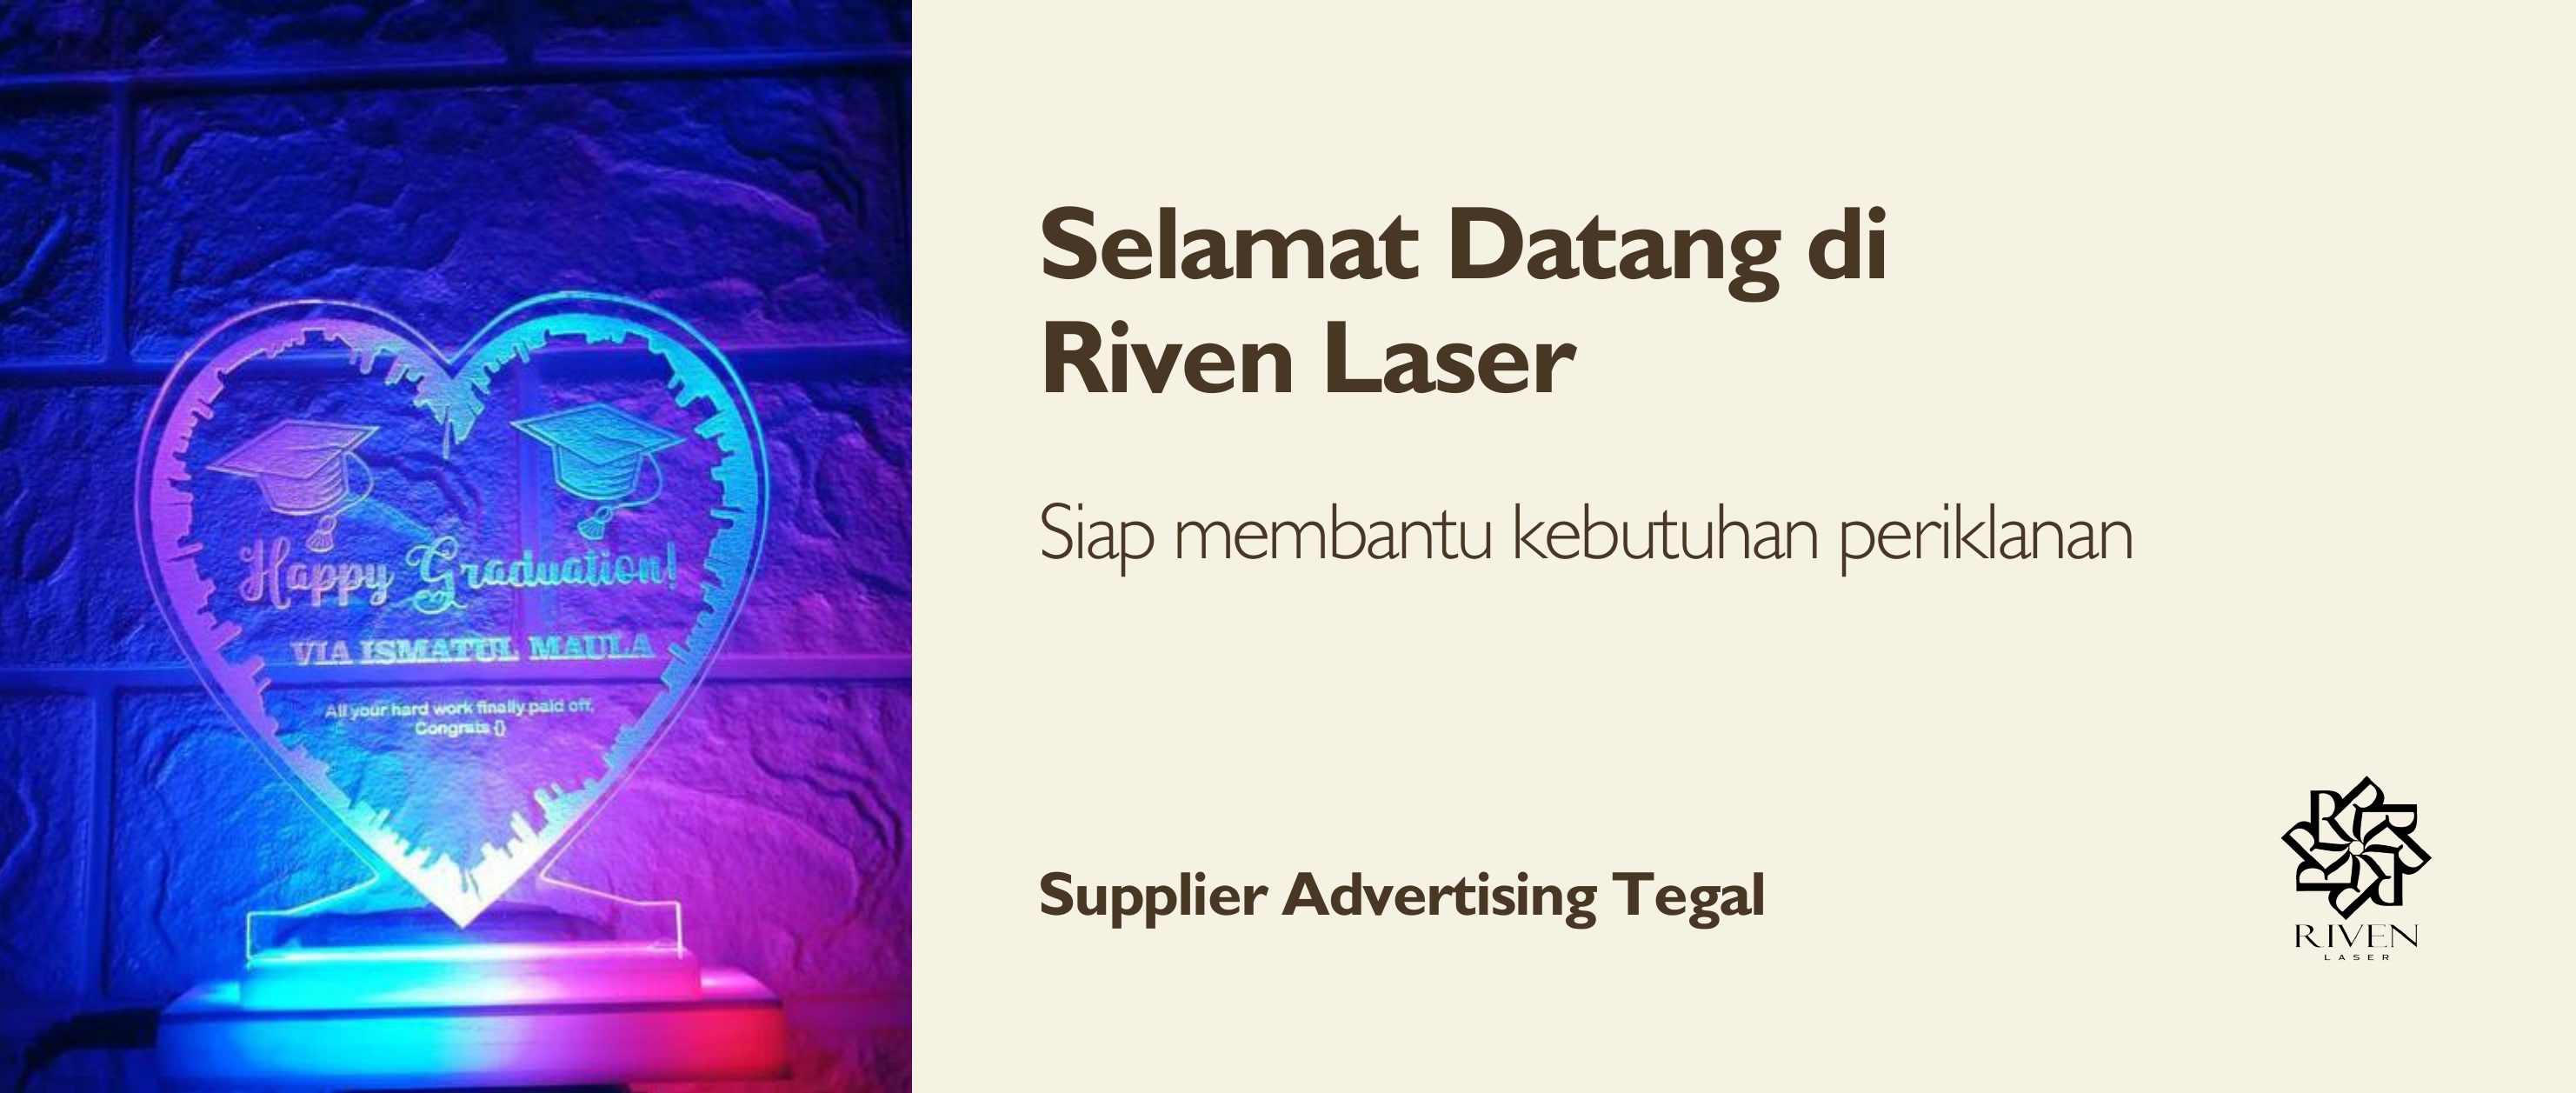 Happy Graduation!
VIA ISMATUL MAULA
All your hard work finally paid off,
Congrats {}
Selamat Datang di
Riven Laser
Siap membantu kebutuhan periklanan
Supplier Advertising Tegal
RIVEN
LASER